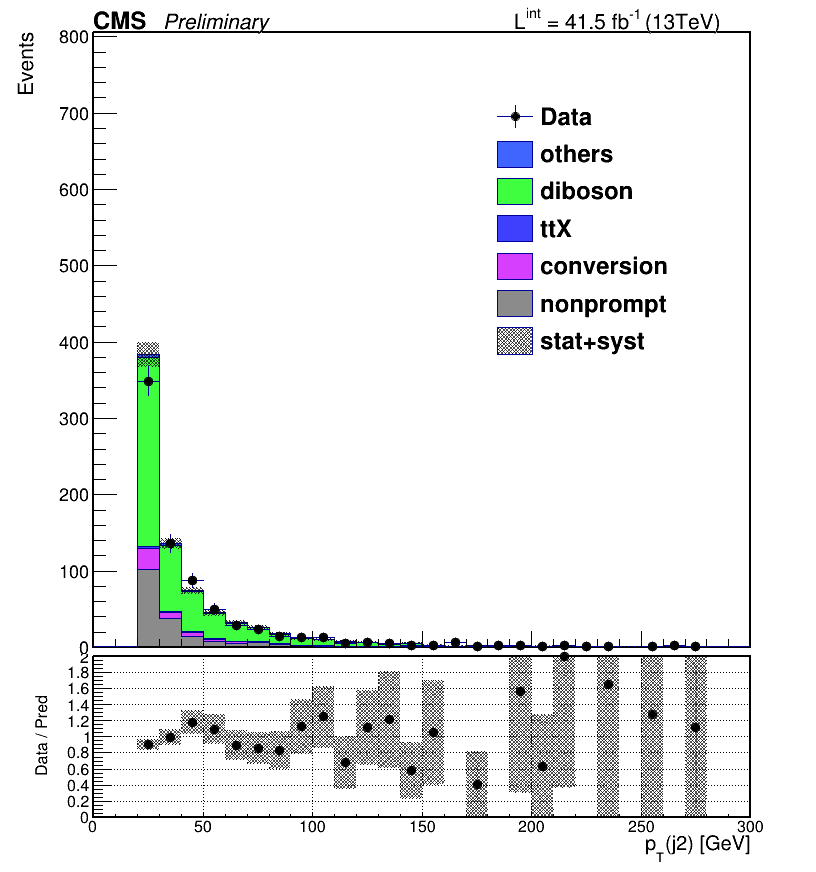 CMS Preliminary L^int = 41.5 fb^-1 (13TeV)
Events
800
700
600
500
400
300
200
100
0
Data
others
diboson
ttX
conversion
nonprompt
stat+syst
Data / Pred
2
1.8
1.6
1.4
1.2
1
0.8
0.6
0.4
0.2
0
0 50 100 150 200 250 300
p_T(j2) [GeV]